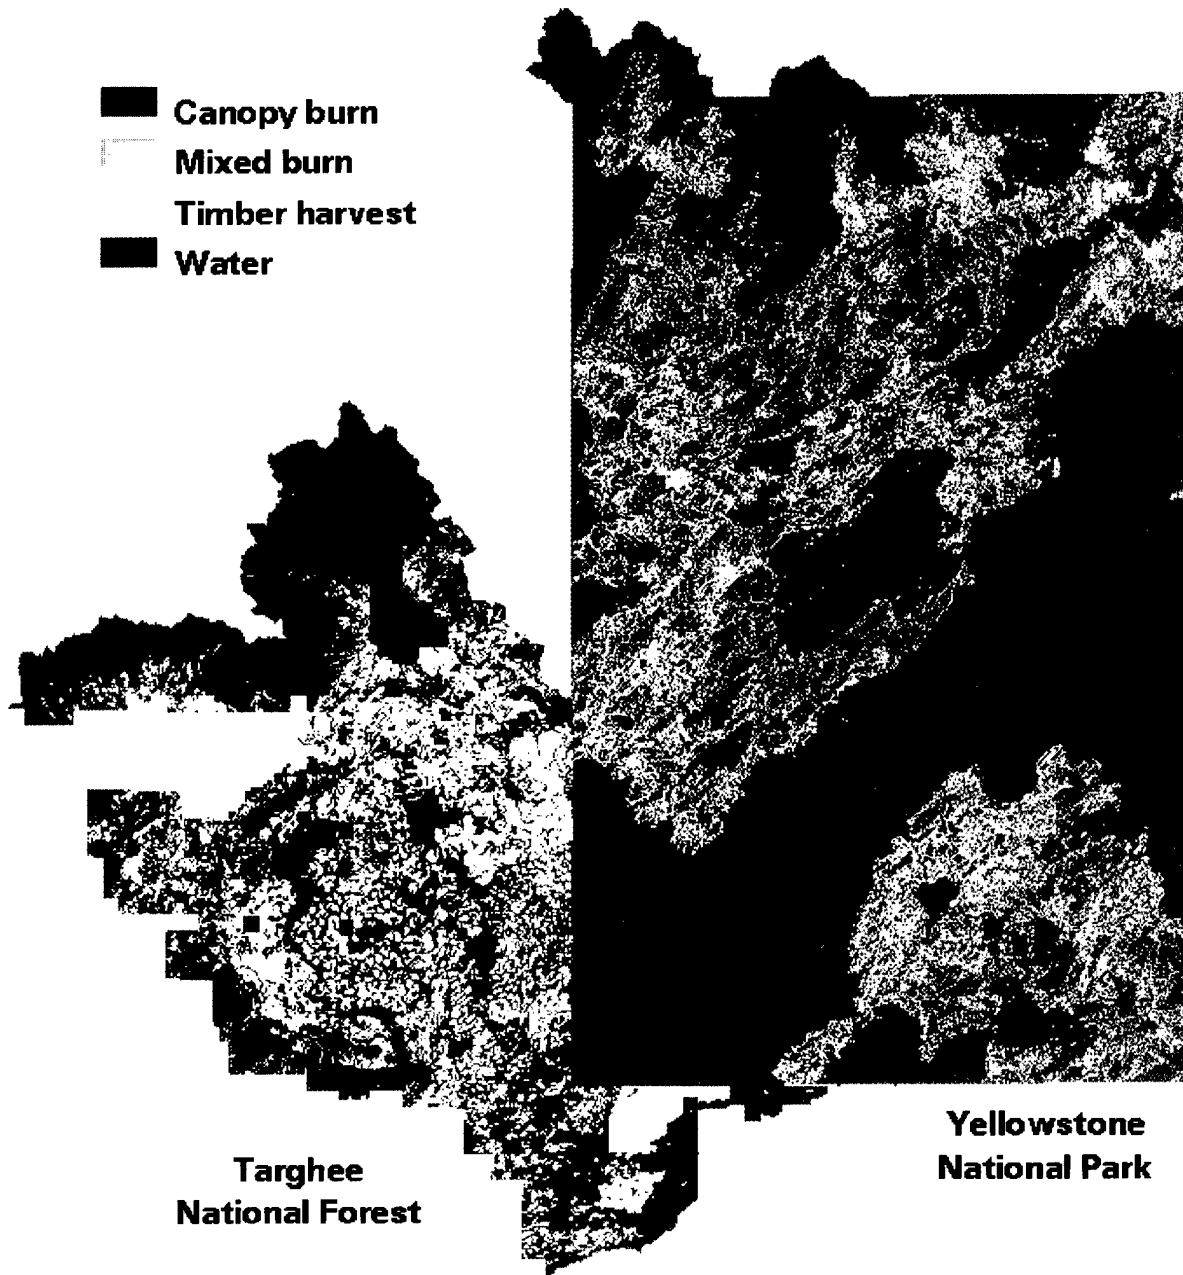 Canopy burn
Mixed burn
Timber harvest
Water
Yellowstone
National Park
Targhee
National Forest